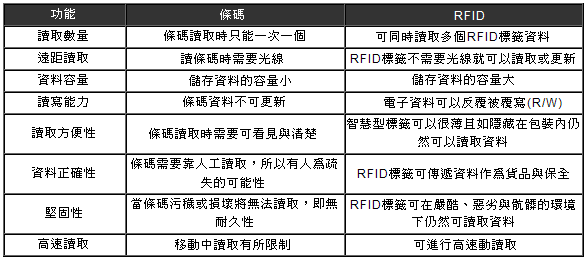 功能 條碼 RFID
讀取數量 條碼讀取時只能一次一個 可同時讀取多個RFID標籤資料
遠距讀取 讀條碼時需要光線 RFID標籤不需要光線就可以讀取或更新
資料容量 儲存資料的容量小 儲存資料的容量大
讀寫能力 條碼資料不可更新 電子資料可以反覆被覆寫(R/W)
讀取方便性 條碼讀取時需要可看見與清楚 智慧型標籤可以很薄且如隱藏在包裝內仍
然可以讀取資料
資料正確性 條碼需要靠人工讀取，所以有人爲疏
失的可能性 RFID標籤可傳遞資料作爲貨品與保全
堅固性 當條碼污穢或損壞將無法讀取，即無
耐久性 RFID標籤可在嚴酷、惡劣與骯髒的環境
下仍然可讀取資料
高速讀取 移動中讀取有所限制 可進行高速動讀取